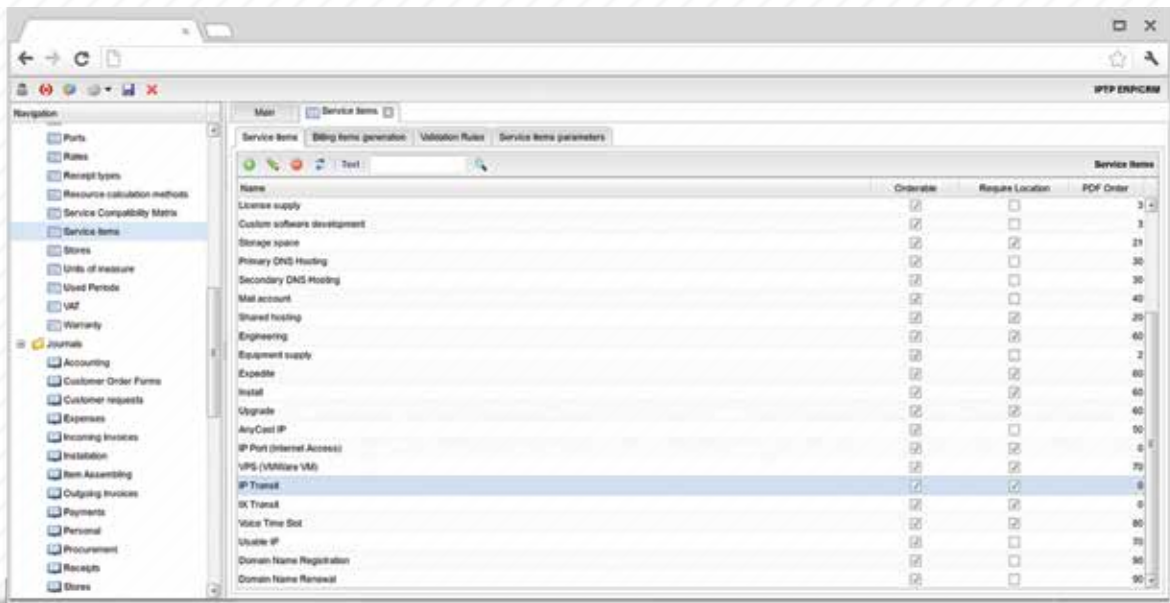 IPTP ERP/CRM
Navigation
Ports
Rates
Receipt types
Resource calculation methods
Service Compatibility Matrix
Service items
Stores
Units of measure
Used Periods
VAT
Warranty
Journals
Accounting
Customer Order Forms
Customer requests
Expenses
Incoming Invoices
Installation
Item Assembling
Outgoing Invoices
Payments
Personal
Procurement
Receipts
Stores
Main Service items
Service items Billing items generation Validation Rules Service items parameters
Text: Service items
Name Orderable Require Location PDF Order
License supply 3
Custom software development 3
Storage space 21
Primary DNS Hosting 30
Secondary DNS Hosting 30
Mail account 40
Shared hosting 20
Engineering 60
Equipment supply 2
Expedite 60
Install 60
Upgrade 60
AnyCast IP 50
IP Port (Internet Access) 0
VPS (VMWare VM) 70
IP Transit 0
IX Transit 0
Voice Time Slot 80
Usable IP 70
Domain Name Registration 90
Domain Name Renewal 90